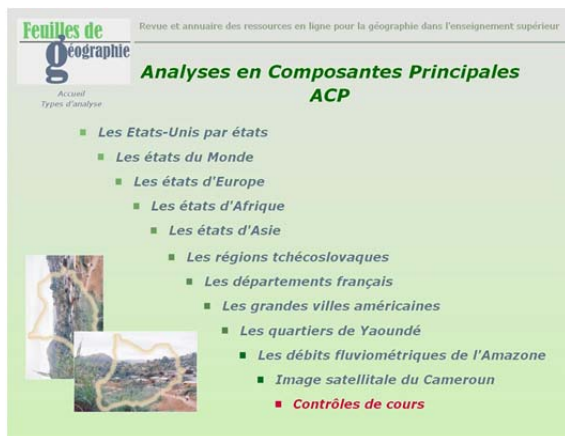 Feuilles de
géographie
Revue et annuaire des ressources en ligne pour la géographie dans l'enseignement supérieur
Accueil
Types d'analyse
Analyses en Composantes Principales
ACP
Les Etats-Unis par états
Les états du Monde
Les états d'Europe
Les états d'Afrique
Les états d'Asie
Les régions tchécoslovaques
Les départements français
Les grandes villes américaines
Les quartiers de Yaoundé
Les débits fluviométriques de l'Amazone
Image satellitale du Cameroun
Contrôles de cours